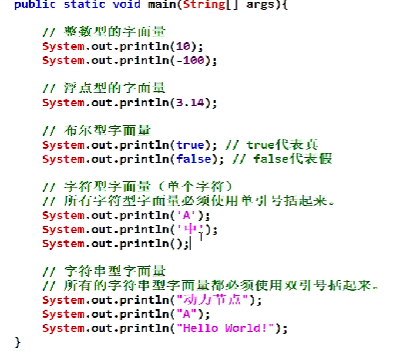 public static void main(String[] args){
// 整数型的字面量
System.out.println(10);
System.out.println(-100);
// 浮点型的字面量
System.out.println(3.14);
// 布尔型字面量
System.out.println(true); // true代表真
System.out.println(false); // false代表假
// 字符型字面量（单个字符）
// 所有字符型字面量必须使用单引号括起来。
System.out.println('A');
System.out.println('中');
System.out.println();
// 字符串型字面量
// 所有的字符串型字面量都必须使用双引号括起来。
System.out.println("动力节点");
System.out.println("A");
System.out.println("Hello World!");
}